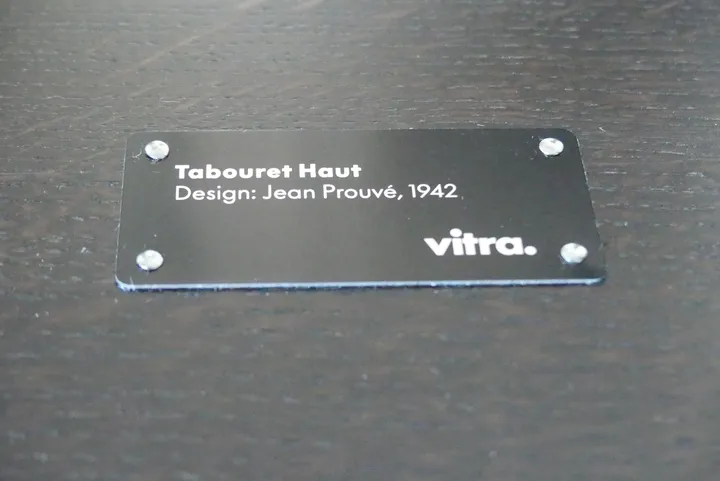 Tabouret Haut
Design: Jean Prouvé, 1942
vitra.